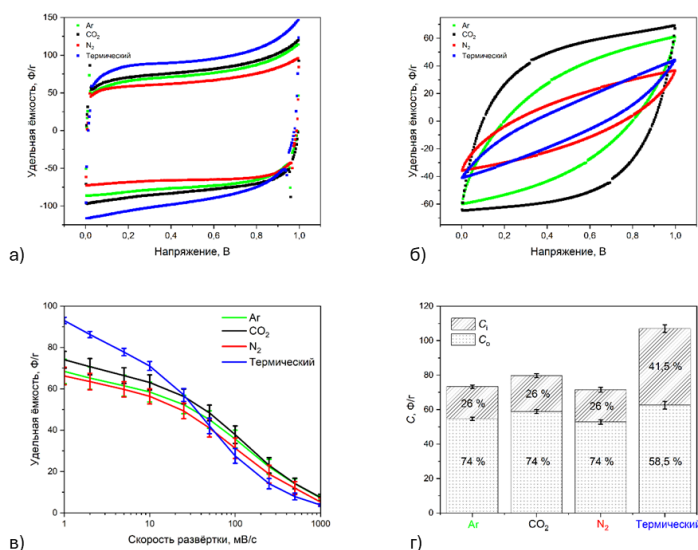 Ar
CO₂
N₂
Термический
Удельная ёмкость, Ф/г
150
100
50
0
-50
-100
0,0 0,2 0,4 0,6 0,8 1,0
Напряжение, В
а)
Ar
CO₂
N₂
Термический
Удельная ёмкость, Ф/г
80
60
40
20
0
-20
-40
-60
0,0 0,2 0,4 0,6 0,8 1,0
Напряжение, В
б)
Ar
CO₂
N₂
Термический
Удельная ёмкость, Ф/г
100
80
60
40
20
0
1 10 100 1000
Скорость развёртки, мВ/с
в)
Cᵢ
Cₒ
C, Ф/г
120
100
80
60
40
20
0
41,5 %
26 % 26 % 26 %
74 % 74 % 74 % 58,5 %
Ar CO₂ N₂ Термический
г)